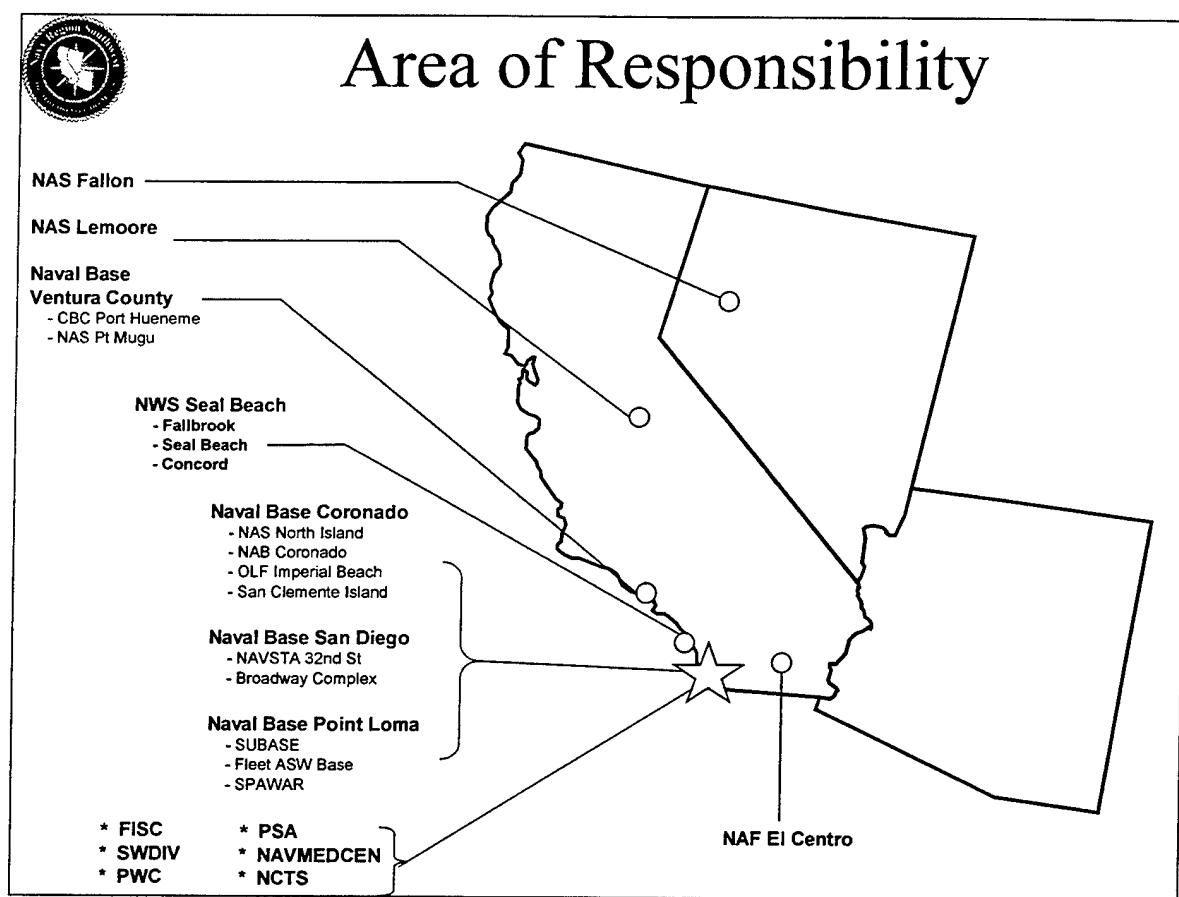 Navy Region Southwest
Area of Responsibility
NAS Fallon
NAS Lemoore
Naval Base
Ventura County
- CBC Port Hueneme
- NAS Pt Mugu
NWS Seal Beach
- Fallbrook
- Seal Beach
- Concord
Naval Base Coronado
- NAS North Island
- NAB Coronado
- OLF Imperial Beach
- San Clemente Island
Naval Base San Diego
- NAVSTA 32nd St
- Broadway Complex
Naval Base Point Loma
- SUBASE
- Fleet ASW Base
- SPAWAR
* FISC * PSA
* SWDIV * NAVMEDCEN
* PWC * NCTS
NAF El Centro